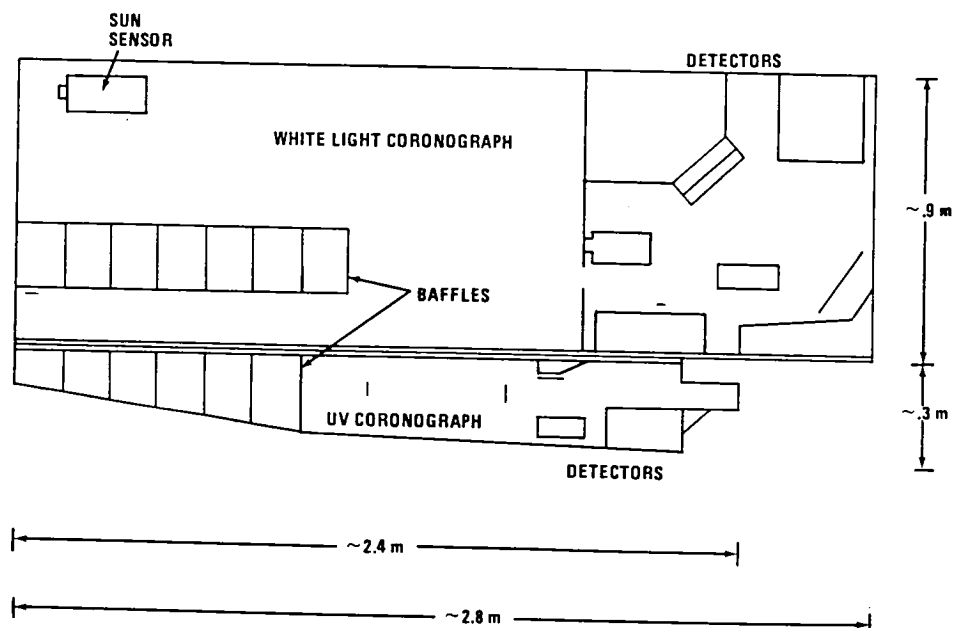 SUN
SENSOR
DETECTORS
WHITE LIGHT CORONOGRAPH
~.9 m
BAFFLES
UV CORONOGRAPH
~.3 m
DETECTORS
~2.4 m
~2.8 m